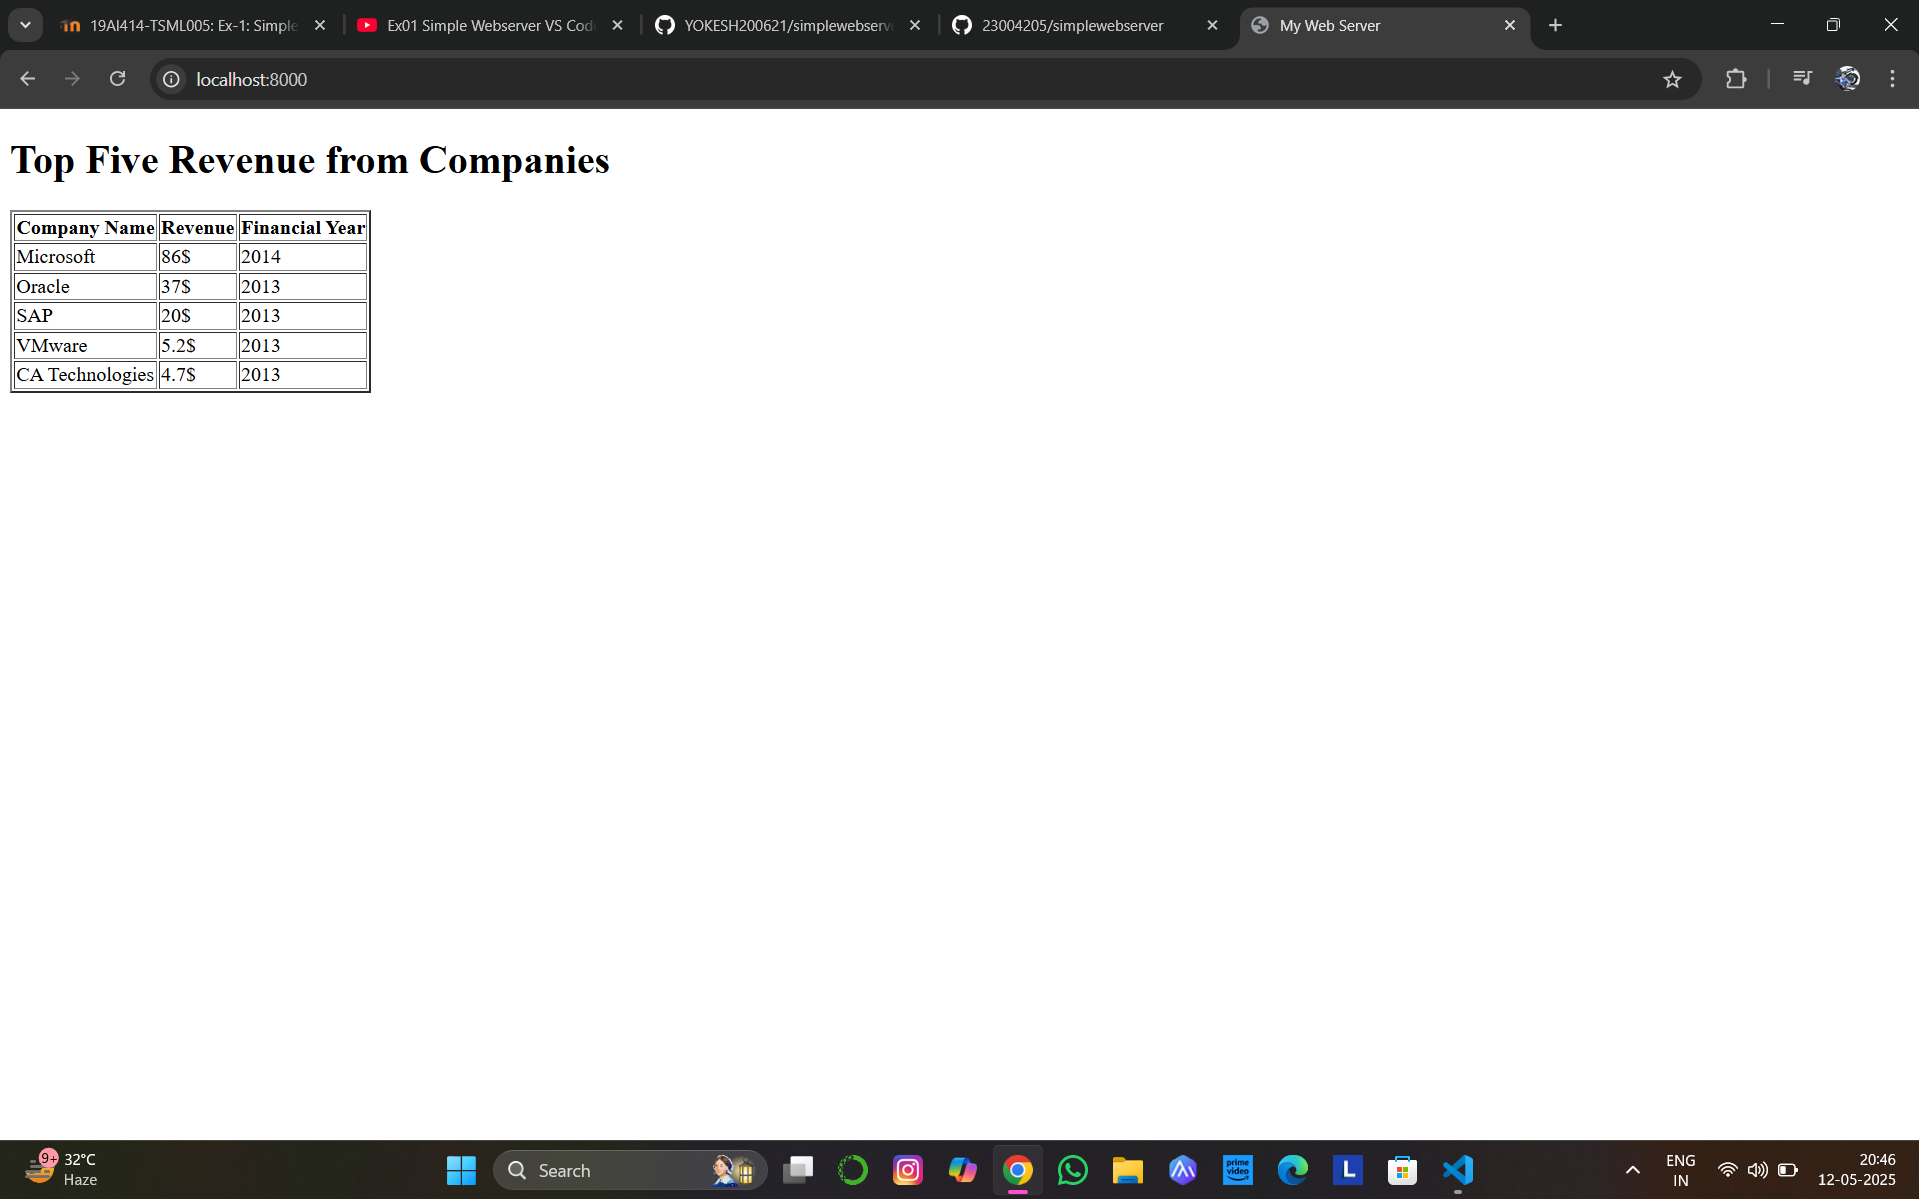 19AI414-TSML005: Ex-1: Simple
Ex01 Simple Webserver VS Cod
YOKESH200621/simplewebserv
23004205/simplewebserver
My Web Server
localhost:8000
Top Five Revenue from Companies
Company Name Revenue Financial Year
Microsoft 86$ 2014
Oracle 37$ 2013
SAP 20$ 2013
VMware 5.2$ 2013
CA Technologies 4.7$ 2013
9+
32°C
Haze
Search
prime video
L
ENG
IN
20:46
12-05-2025